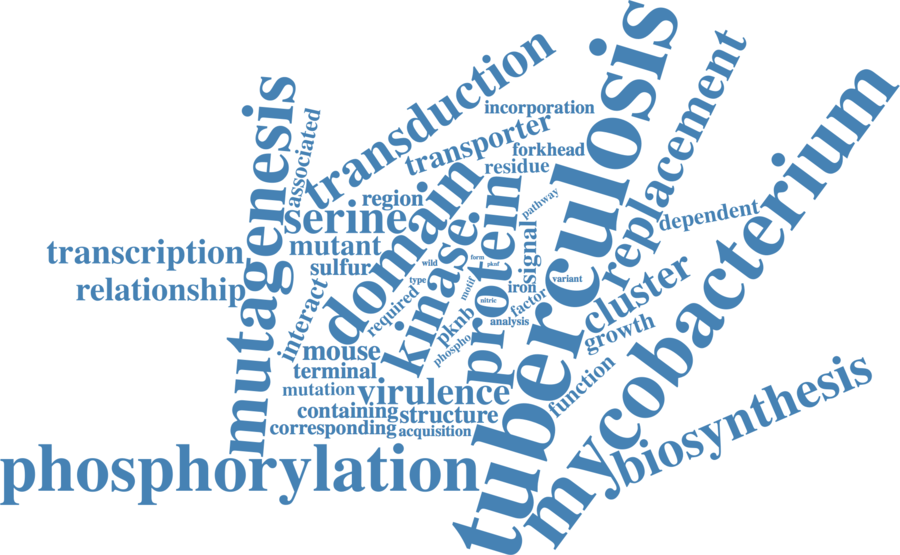 tuberculosis
mycobacterium
phosphorylation
mutagenesis
transduction
replacement
biosynthesis
domain
kinase
protein
incorporation
transporter
forkhead
residue
associated
region
serine
pathway
dependent
transcription
mutant
signal
relationship
sulfur
wild
form
pknf
type
motif
iron
variant
cluster
interact
required
nitric
factor
pknb
analysis
growth
mouse
phospho
terminal
mutation
virulence
function
containing
structure
corresponding
acquisition